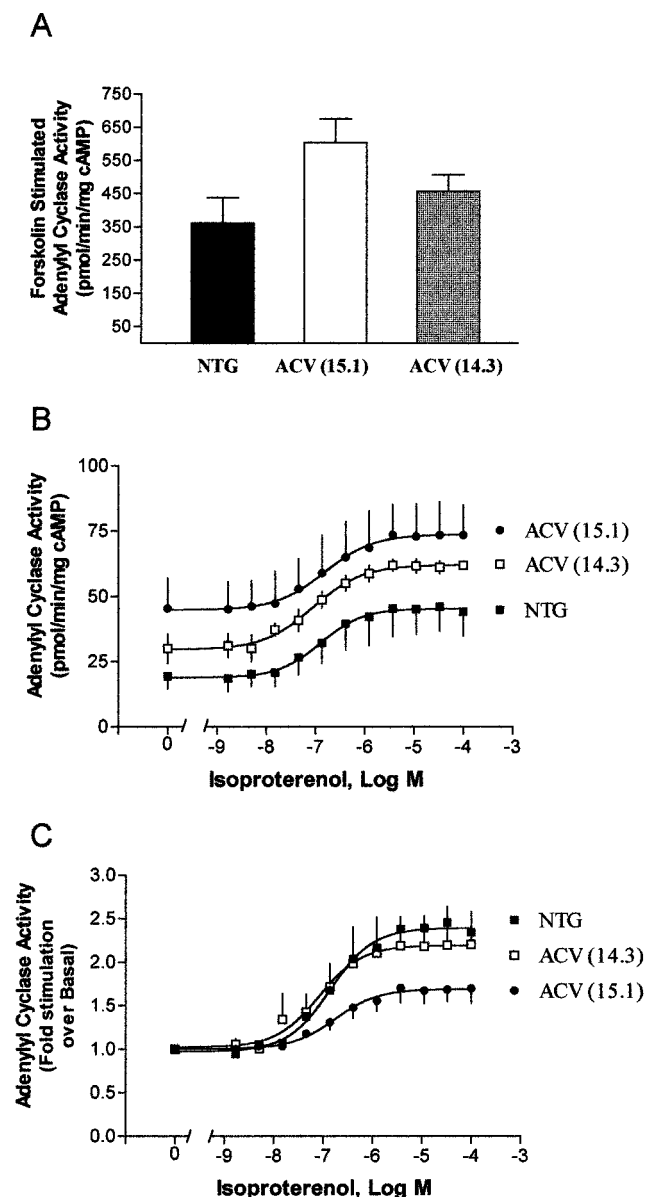 A
Forskolin Stimulated
Adenylyl Cyclase Activity
(pmol/min/mg cAMP)
750
650
550
450
350
250
150
50
NTG
ACV (15.1)
ACV (14.3)
B
Adenylyl Cyclase Activity
(pmol/min/mg cAMP)
100
75
50
25
0
ACV (15.1)
ACV (14.3)
NTG
0
-9
-8
-7
-6
-5
-4
-3
Isoproterenol, Log M
C
Adenylyl Cyclase Activity
(Fold stimulation
over Basal)
3.0
2.5
2.0
1.5
1.0
0.5
0.0
NTG
ACV (14.3)
ACV (15.1)
0
-9
-8
-7
-6
-5
-4
-3
Isoproterenol, Log M